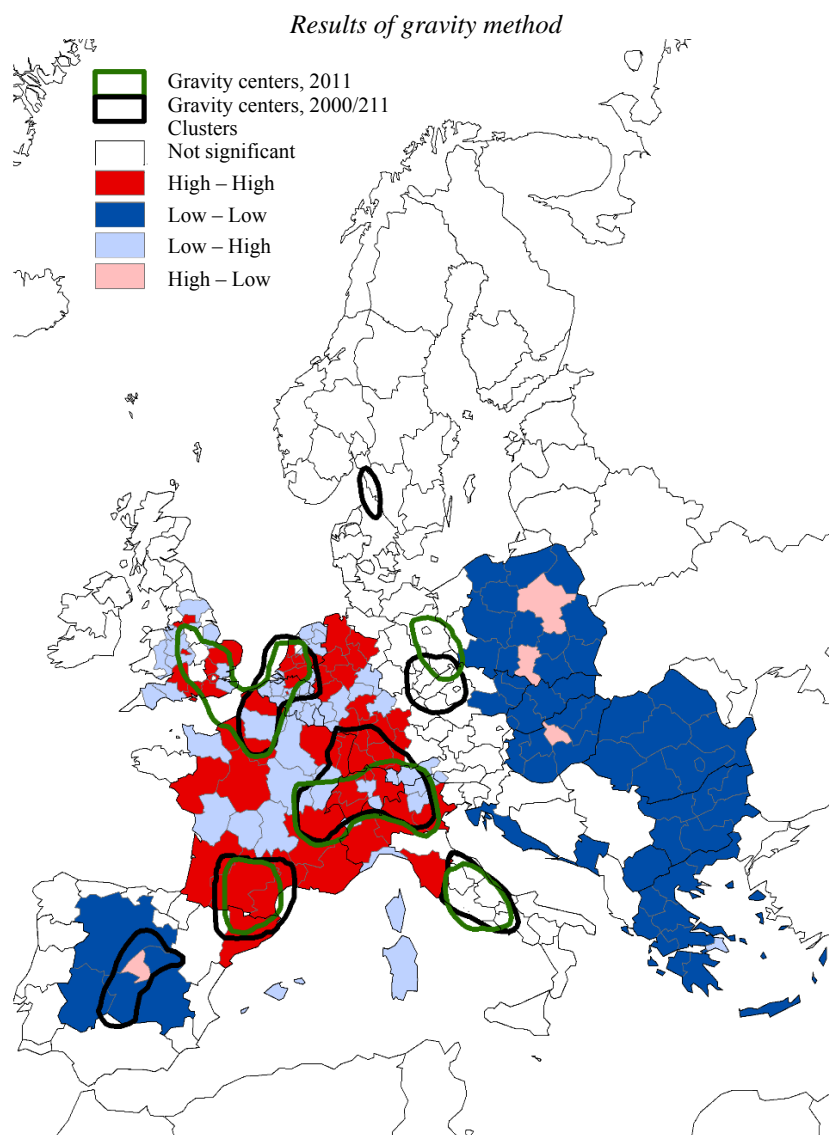 Results of gravity method
Gravity centers, 2011
Gravity centers, 2000/211
Clusters
Not significant
High – High
Low – Low
Low – High
High – Low